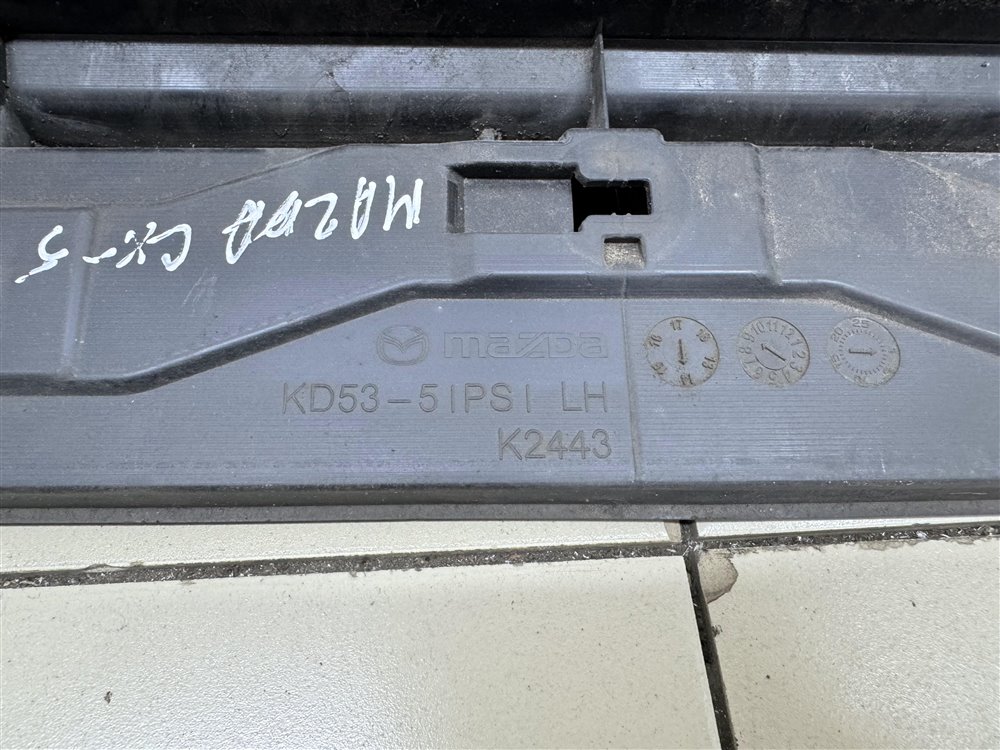 MAZDA CX-5
mazda
KD53-51PS1 LH
K2443